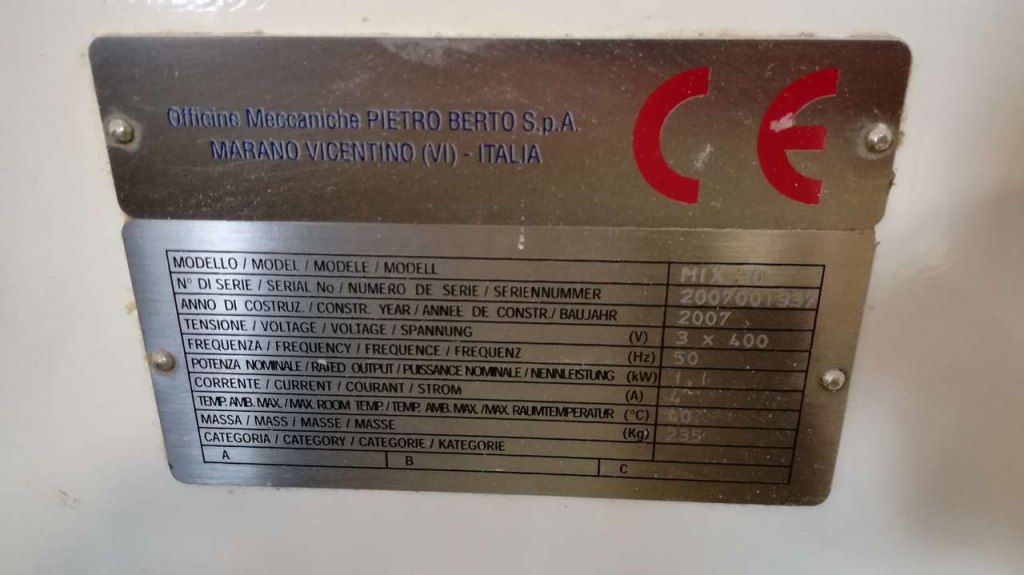 Officine Meccaniche PIETRO BERTO S.p.A.
MARANO VICENTINO (VI) - ITALIA
CE
MODELLO / MODEL / MODELE / MODELL MIX
N° DI SERIE / SERIAL No / NUMERO DE SERIE / SERIENNUMMER
ANNO DI COSTRUZ. / CONSTR. YEAR / ANNEE DE CONSTR. / BAUJAHR 2007
TENSIONE / VOLTAGE / VOLTAGE / SPANNUNG (V) 3 x 400
FREQUENZA / FREQUENCY / FREQUENCE / FREQUENZ (Hz) 50
POTENZA NOMINALE / RATED OUTPUT / PUISSANCE NOMINALE / NENNLEISTUNG (kW)
CORRENTE / CURRENT / COURANT / STROM (A) 4
TEMP. AMB. MAX. / MAX. ROOM TEMP. / TEMP. AMB. MAX. / MAX. RAUMTEMPERATUR (°C) 40
MASSA / MASS / MASSE / MASSE (Kg) 235
CATEGORIA / CATEGORY / CATEGORIE / KATEGORIE
A B C